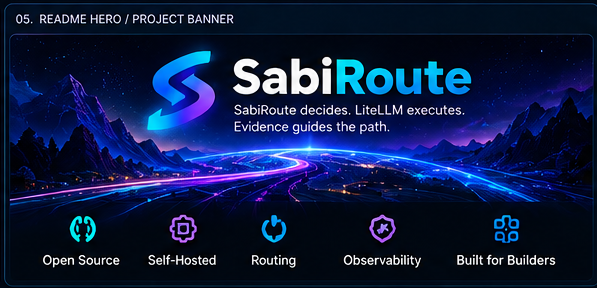 05. README HERO / PROJECT BANNER
SabiRoute
SabiRoute decides. LiteLLM executes.
Evidence guides the path.
Open Source
Self-Hosted
Routing
Observability
Built for Builders